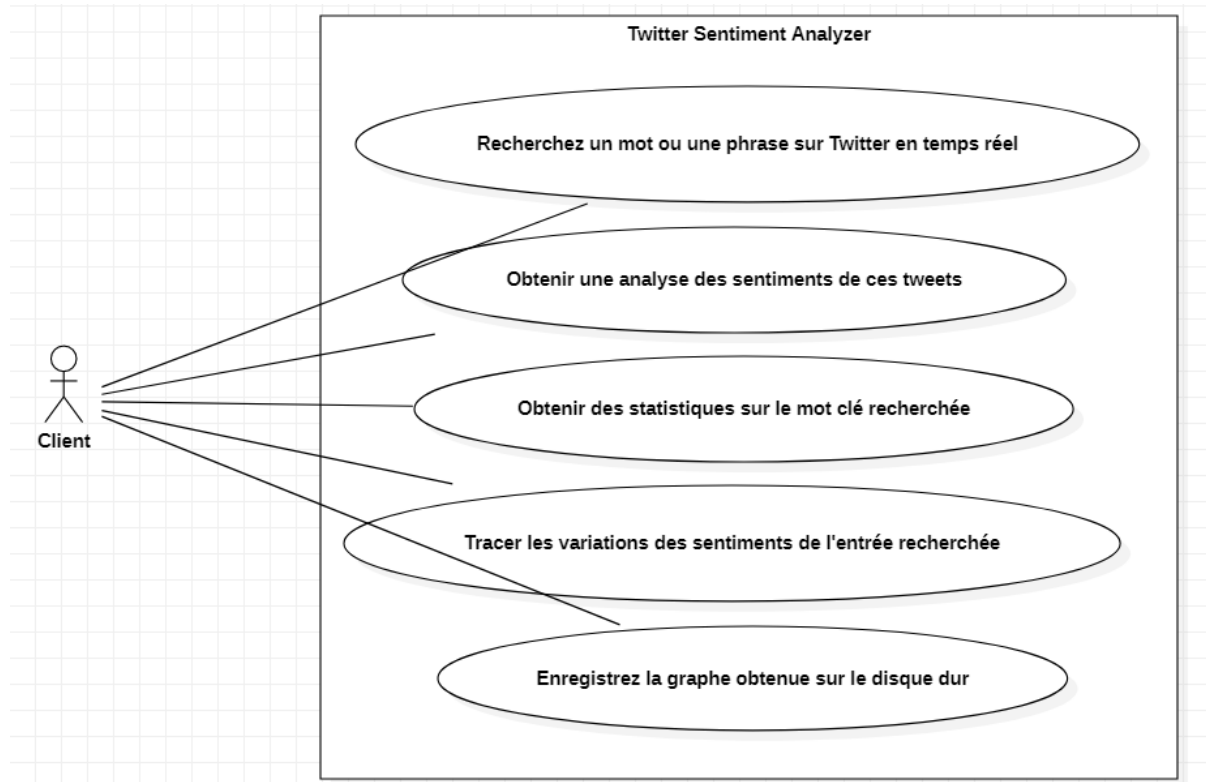 Twitter Sentiment Analyzer
Recherchez un mot ou une phrase sur Twitter en temps réel
Obtenir une analyse des sentiments de ces tweets
Obtenir des statistiques sur le mot clé recherchée
Client
Tracer les variations des sentiments de l'entrée recherchée
Enregistrez la graphe obtenue sur le disque dur